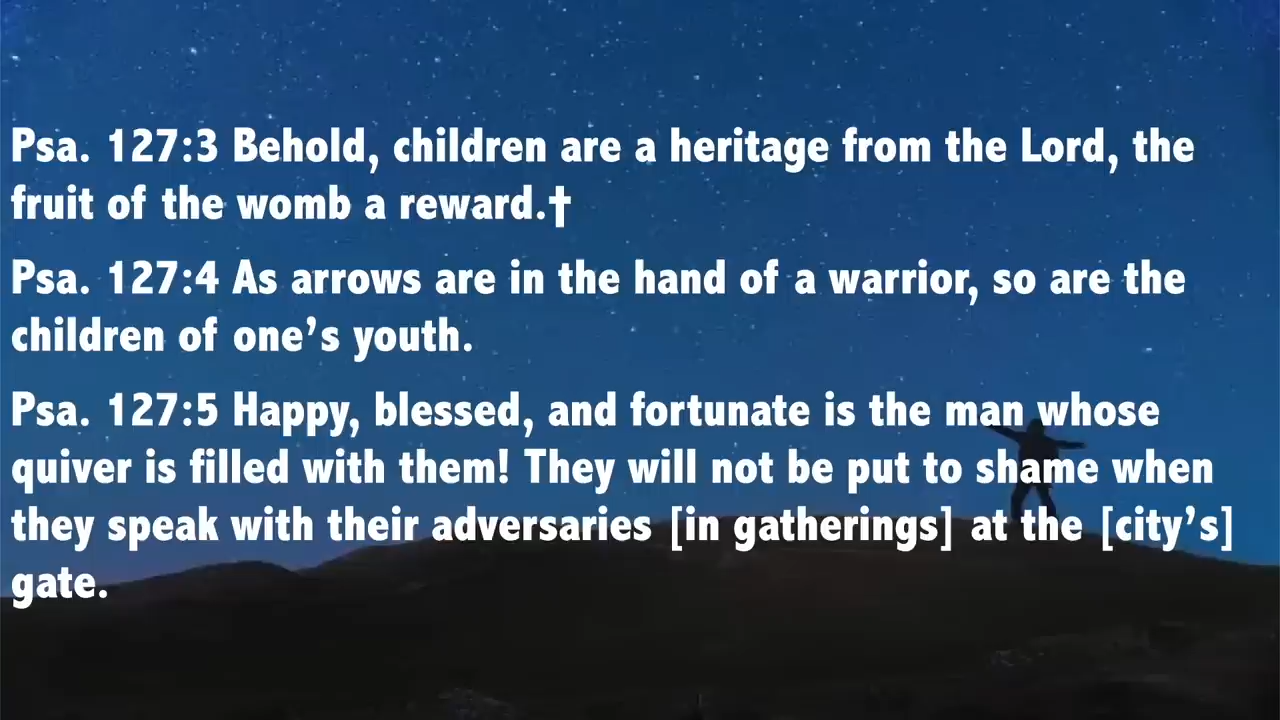 Psa. 127:3 Behold, children are a heritage from the Lord, the
fruit of the womb a reward.†
Psa. 127:4 As arrows are in the hand of a warrior, so are the
children of one’s youth.
Psa. 127:5 Happy, blessed, and fortunate is the man whose
quiver is filled with them! They will not be put to shame when
they speak with their adversaries [in gatherings] at the [city’s]
gate.